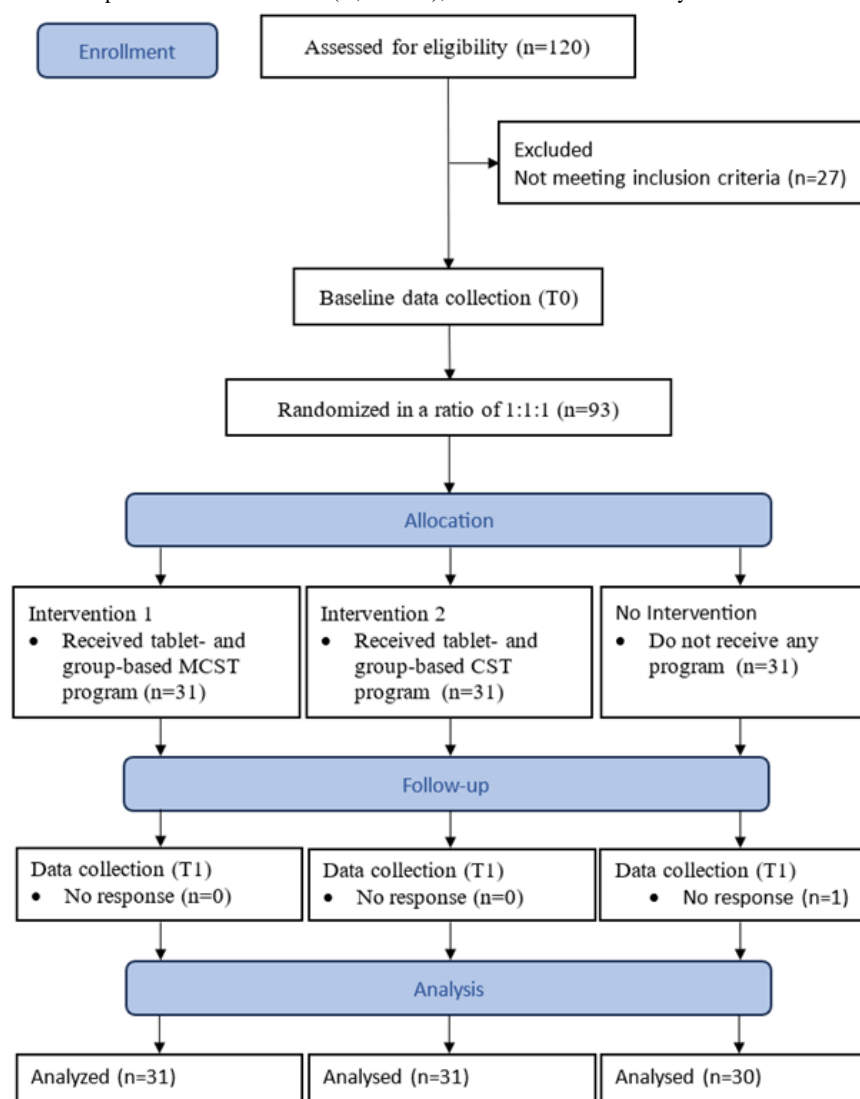 Enrollment
Assessed for eligibility (n=120)
Excluded
Not meeting inclusion criteria (n=27)
Baseline data collection (T0)
Randomized in a ratio of 1:1:1 (n=93)
Allocation
Intervention 1
• Received tablet- and
group-based MCST
program (n=31)
Intervention 2
• Received tablet- and
group-based CST
program (n=31)
No Intervention
• Do not receive any
program (n=31)
Follow-up
Data collection (T1)
• No response (n=0)
Data collection (T1)
• No response (n=0)
Data collection (T1)
• No response (n=1)
Analysis
Analyzed (n=31)
Analysed (n=31)
Analysed (n=30)